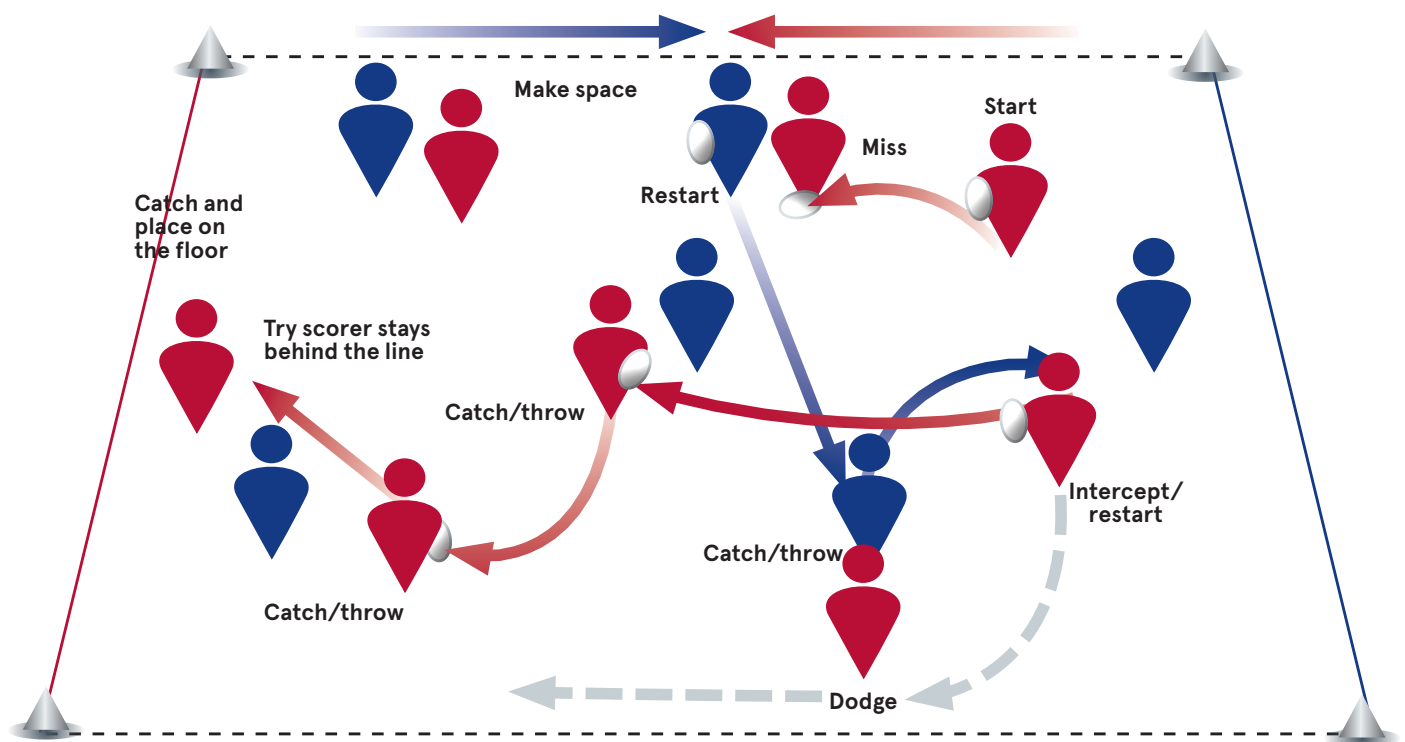 Make space
Start
Miss
Restart
Catch and
place on
the floor
Try scorer stays
behind the line
Catch/throw
Intercept/
restart
Catch/throw
Catch/throw
Dodge